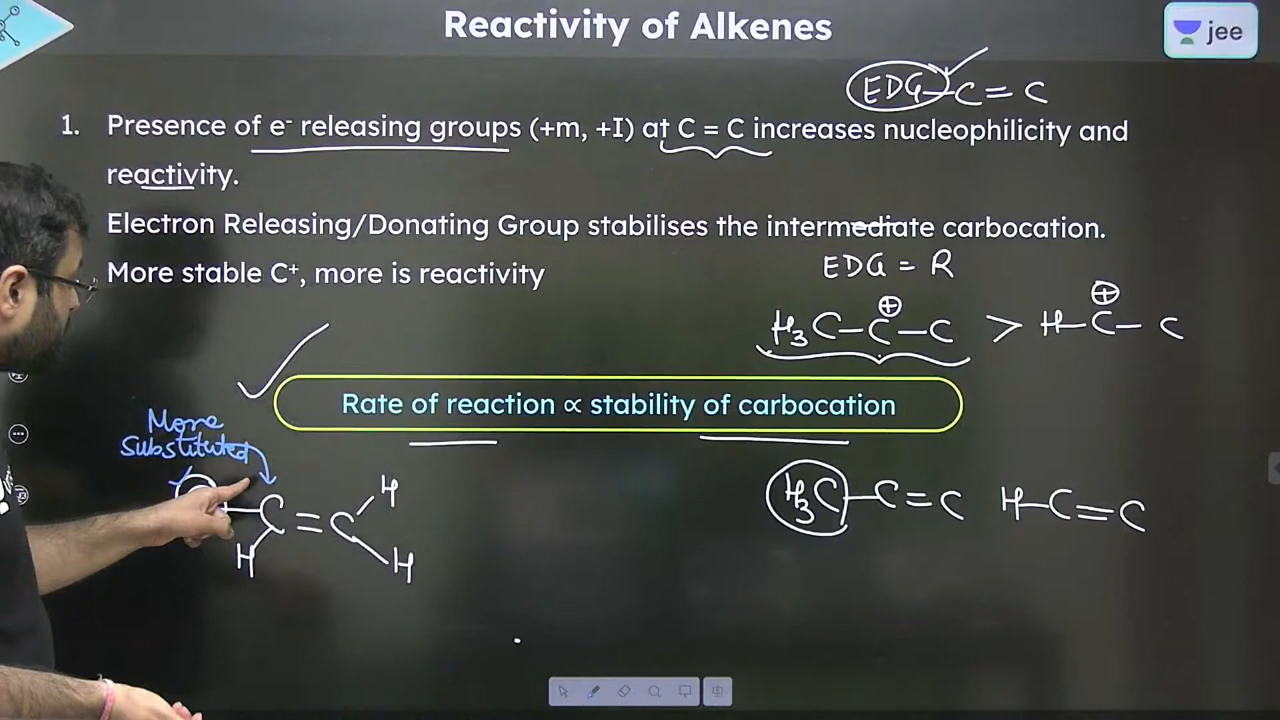 Reactivity of Alkenes
jee
EDG–C=C
1. Presence of e⁻ releasing groups (+m, +I) at C = C increases nucleophilicity and
reactivity.
Electron Releasing/Donating Group stabilises the intermediate carbocation.
More stable C⁺, more is reactivity
EDG = R
H₃C–C–C > H–C–C
⊕ ⊕
Rate of reaction ∝ stability of carbocation
More
Substituted
C=C
H
H
H
H₃C–C=C H–C=C